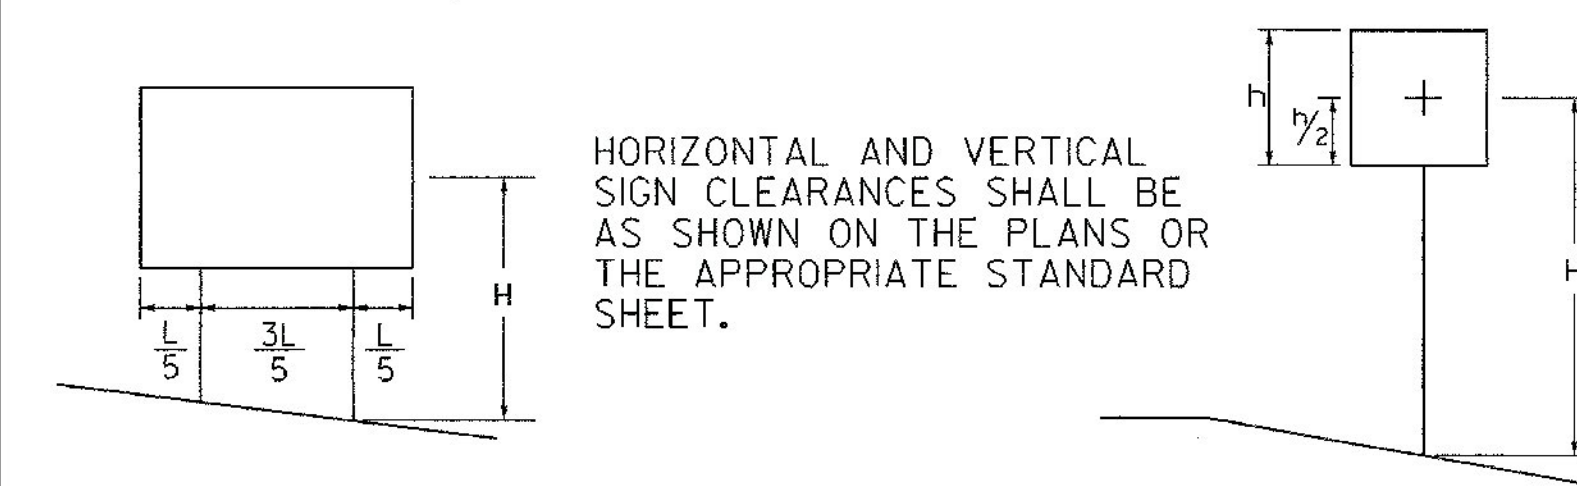 h
h/2
HORIZONTAL AND VERTICAL
SIGN CLEARANCES SHALL BE
AS SHOWN ON THE PLANS OR
THE APPROPRIATE STANDARD
SHEET.
H
H
L/5
3L/5
L/5